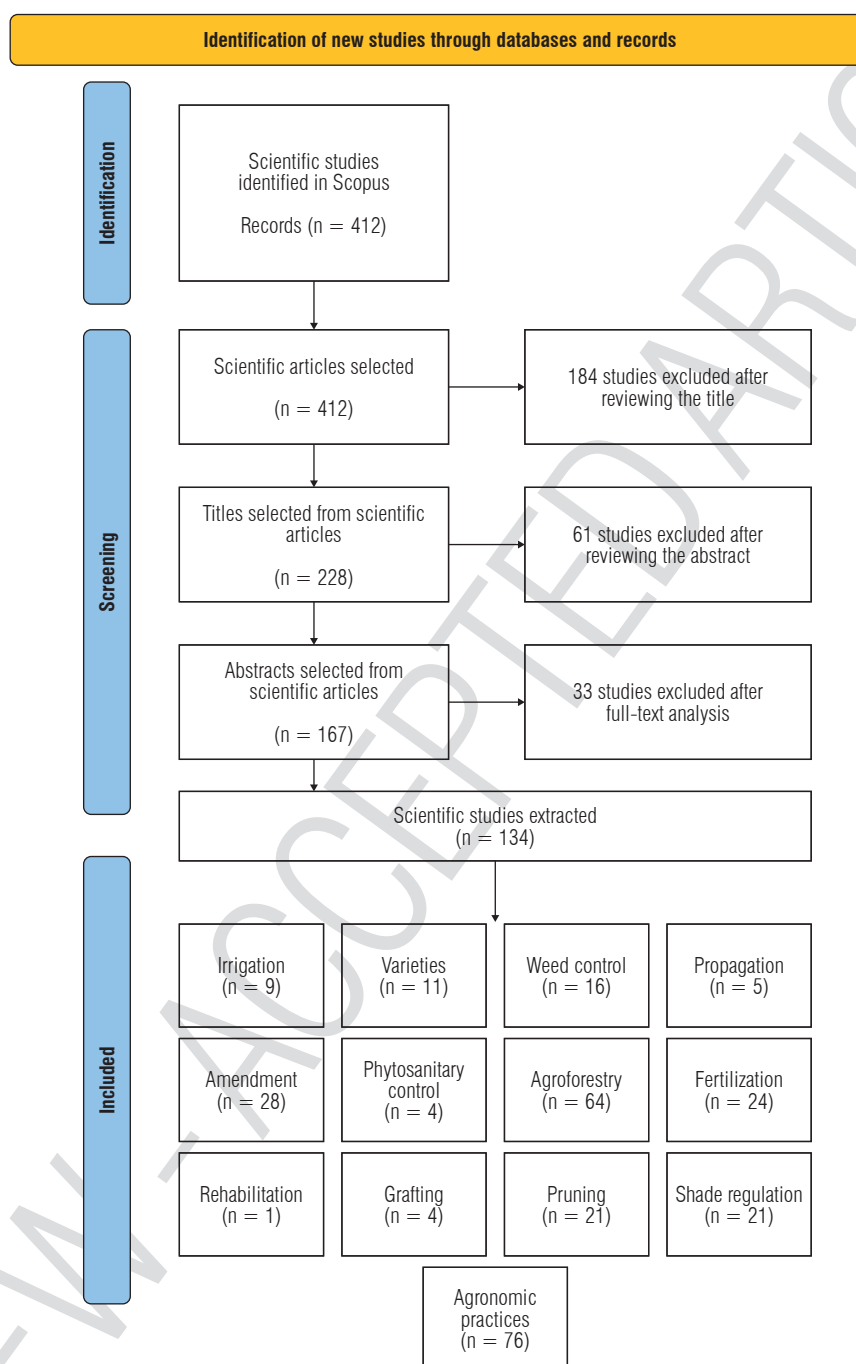 Identification of new studies through databases and records
Identification
Scientific studies
identified in Scopus
Records (n = 412)
Screening
Scientific articles selected
(n = 412)
184 studies excluded after
reviewing the title
Titles selected from scientific
articles
(n = 228)
61 studies excluded after
reviewing the abstract
Abstracts selected from
scientific articles
(n = 167)
33 studies excluded after
full-text analysis
Scientific studies extracted
(n = 134)
Included
Irrigation
(n = 9)
Varieties
(n = 11)
Weed control
(n = 16)
Propagation
(n = 5)
Amendment
(n = 28)
Phytosanitary
control
(n = 4)
Agroforestry
(n = 64)
Fertilization
(n = 24)
Rehabilitation
(n = 1)
Grafting
(n = 4)
Pruning
(n = 21)
Shade regulation
(n = 21)
Agronomic
practices
(n = 76)
ACCEPTED